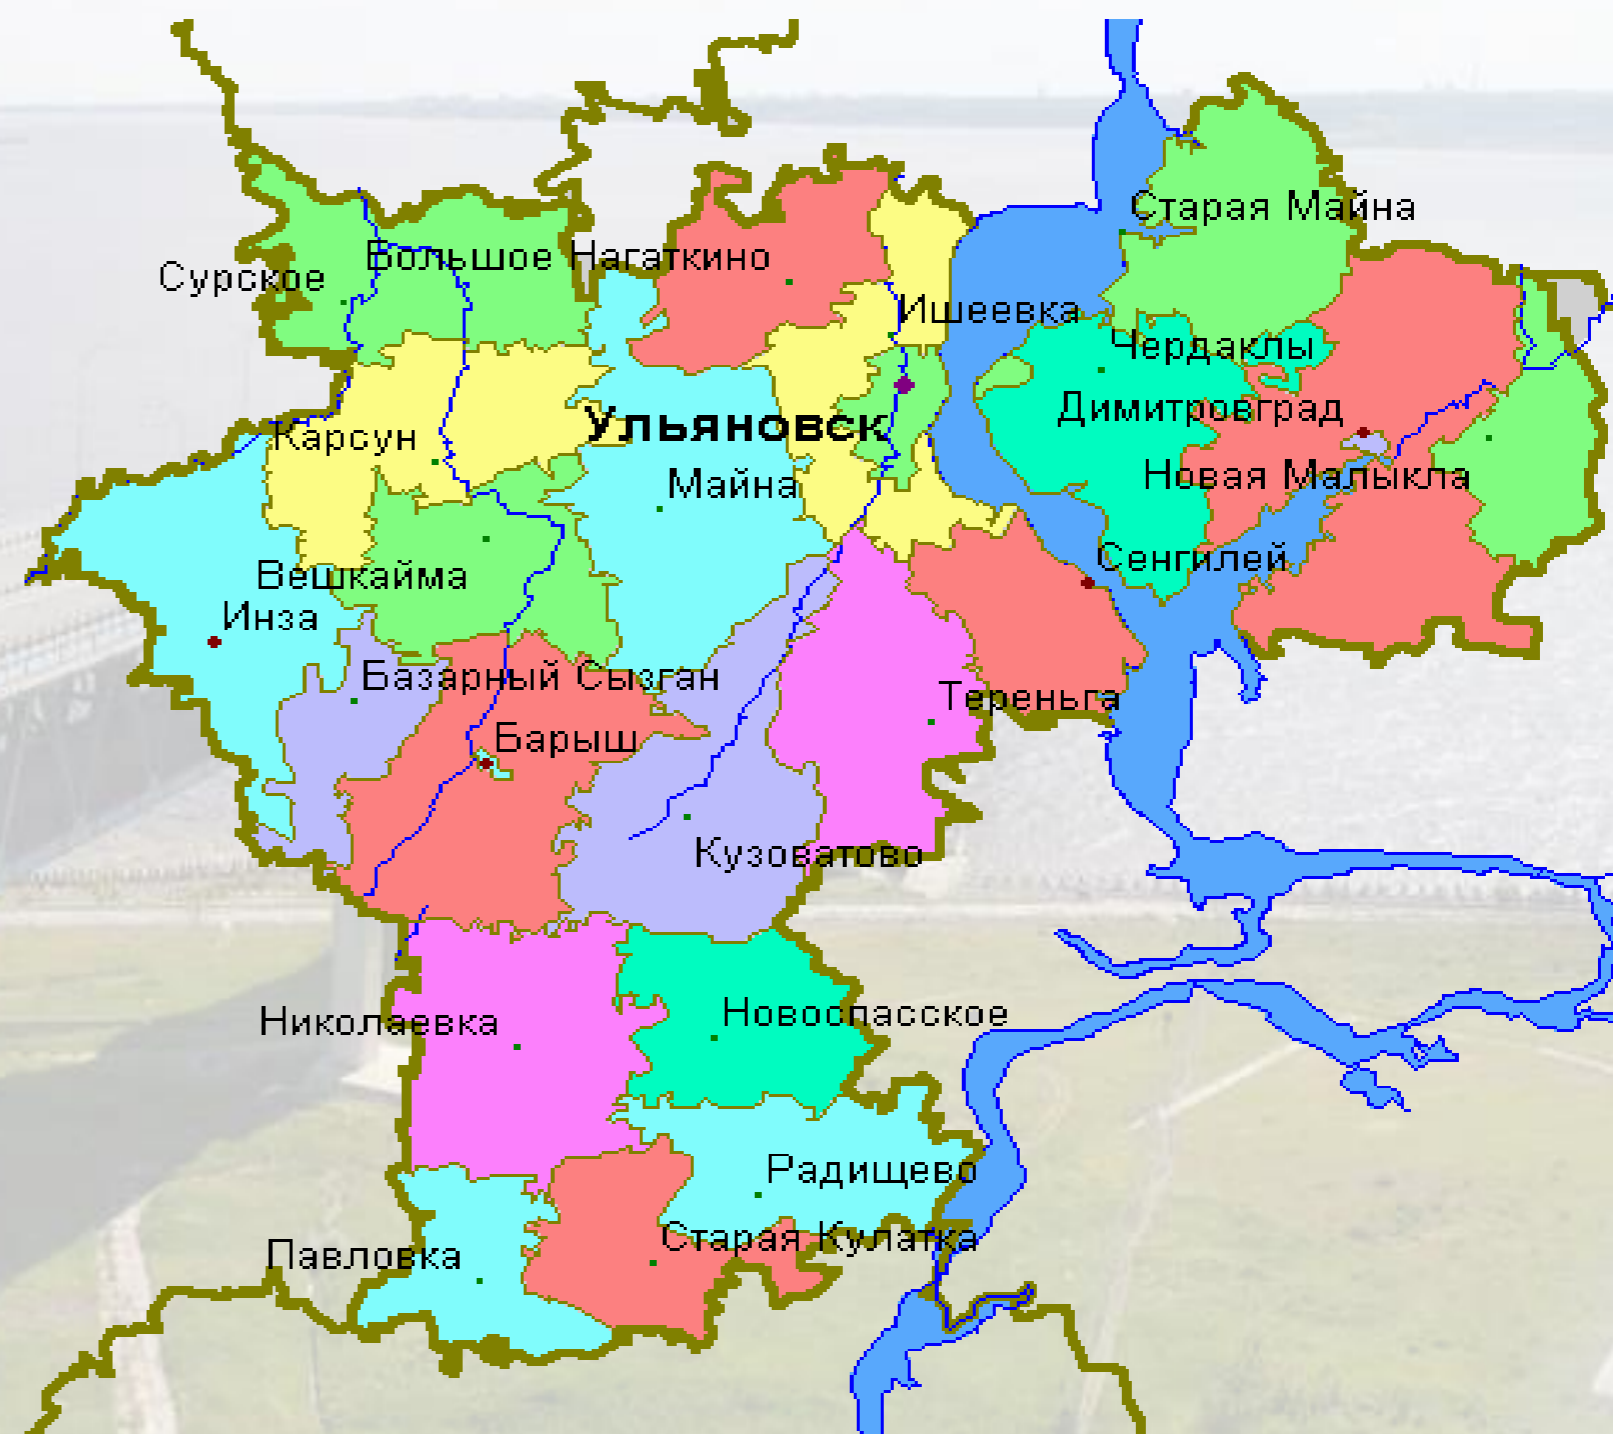 Старая Майна
Большое Нагаткино
Сурское
Ишеевка
Чердаклы
Димитровград
Ульяновск
Карсун
Новая Малыкла
Майна
Сенгилей
Вешкайма
Инза
Базарный Сызган
Тереньга
Барыш
Кузоватово
Новоспасское
Николаевка
Радищево
Старая Кулатка
Павловка